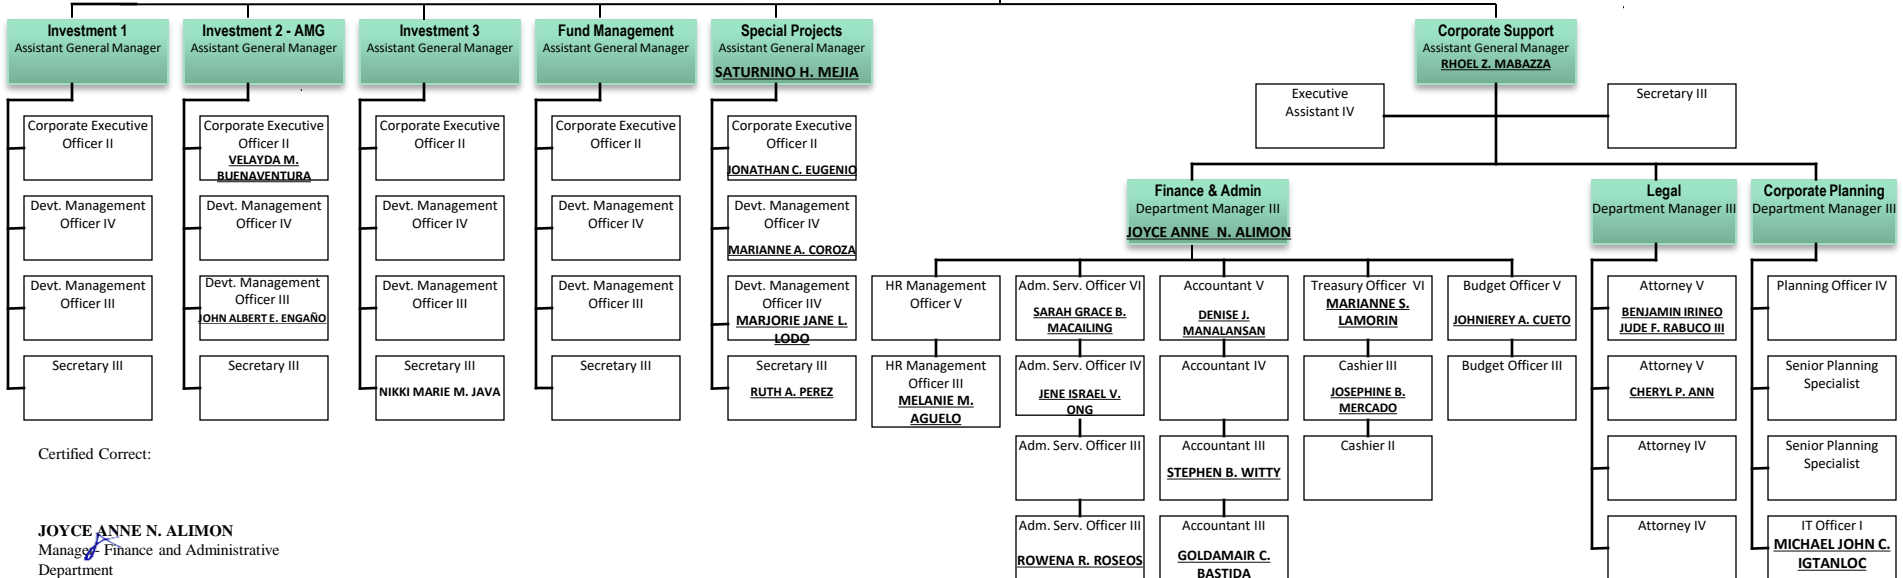 Investment 1
Assistant General Manager
Investment 2 - AMG
Assistant General Manager
Investment 3
Assistant General Manager
Fund Management
Assistant General Manager
Special Projects
Assistant General Manager
SATURNINO H. MEJIA
Corporate Support
Assistant General Manager
RHOEL Z. MABAZZA
Executive
Assistant IV
Secretary III
Corporate Executive
Officer II
Corporate Executive
Officer II
VELAYDA M.
BUENAVENTURA
Corporate Executive
Officer II
Corporate Executive
Officer II
Corporate Executive
Officer II
JONATHAN C. EUGENIO
Finance & Admin
Department Manager III
JOYCE ANNE N. ALIMON
Legal
Department Manager III
Corporate Planning
Department Manager III
Devt. Management
Officer IV
Devt. Management
Officer IV
Devt. Management
Officer IV
Devt. Management
Officer IV
Devt. Management
Officer IV
MARIANNE A. COROZA
Devt. Management
Officer III
Devt. Management
Officer III
JOHN ALBERT E. ENGAÑO
Devt. Management
Officer III
Devt. Management
Officer III
Devt. Management
Officer IIV
MARJORIE JANE L.
LODO
HR Management
Officer V
Adm. Serv. Officer VI
SARAH GRACE B.
MACAILING
Accountant V
DENISE J.
MANALANSAN
Treasury Officer VI
MARIANNE S.
LAMORIN
Budget Officer V
JOHNIEREY A. CUETO
Attorney V
BENJAMIN IRINEO
JUDE F. RABUCO III
Planning Officer IV
Secretary III
Secretary III
Secretary III
NIKKI MARIE M. JAVA
Secretary III
Secretary III
RUTH A. PEREZ
HR Management
Officer III
MELANIE M.
AGUELO
Adm. Serv. Officer IV
JENE ISRAEL V.
ONG
Accountant IV
Cashier III
JOSEPHINE B.
MERCADO
Budget Officer III
Attorney V
CHERYL P. ANN
Senior Planning
Specialist
Certified Correct:
Adm. Serv. Officer III
Accountant III
STEPHEN B. WITTY
Cashier II
Attorney IV
Senior Planning
Specialist
JOYCE ANNE N. ALIMON
Manager- Finance and Administrative
Department
Adm. Serv. Officer III
ROWENA R. ROSEOS
Accountant III
GOLDAMAIR C.
BASTIDA
Attorney IV
IT Officer I
MICHAEL JOHN C.
IGTANLOC